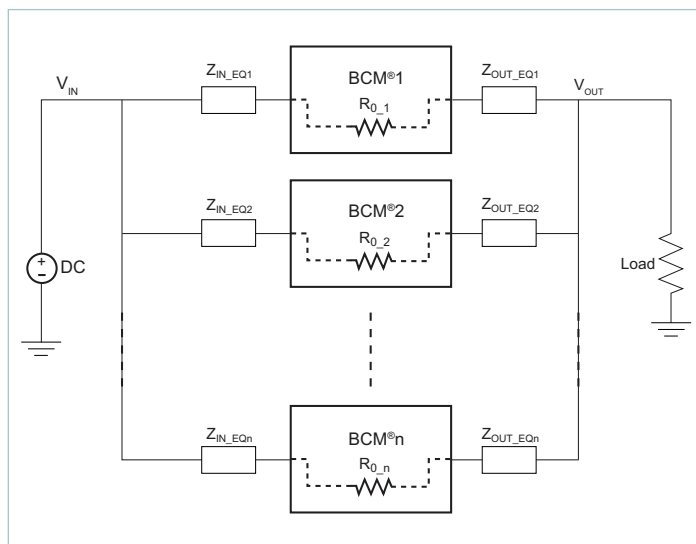 Z_IN_EQ1 BCM®1 Z_OUT_EQ1
V_IN R_0_1 V_OUT
Z_IN_EQ2 BCM®2 Z_OUT_EQ2
R_0_2
+
- DC Load
Z_IN_EQn BCM®n Z_OUT_EQn
R_0_n